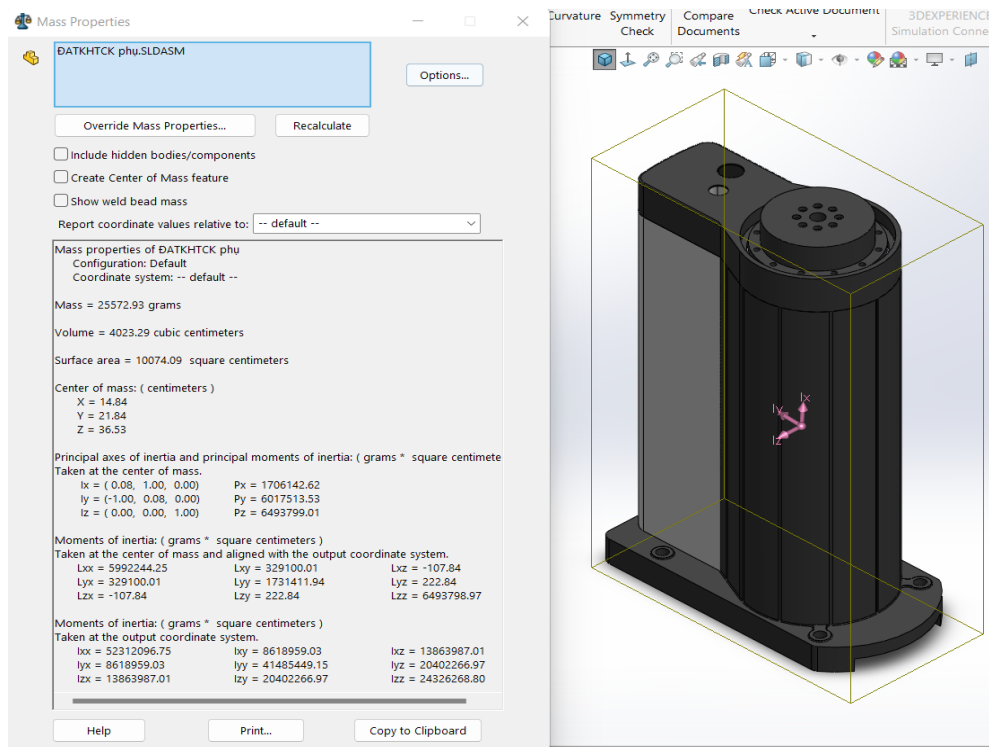 Mass Properties
ĐATKHTCK phụ.SLDASM
Options...
Override Mass Properties...
Recalculate
Include hidden bodies/components
Create Center of Mass feature
Show weld bead mass
Report coordinate values relative to:
-- default --
Mass properties of ĐATKHTCK phụ
Configuration: Default
Coordinate system: -- default --
Mass = 25572.93 grams
Volume = 4023.29 cubic centimeters
Surface area = 10074.09 square centimeters
Center of mass: ( centimeters )
X = 14.84
Y = 21.84
Z = 36.53
Principal axes of inertia and principal moments of inertia: ( grams * square centimete
Taken at the center of mass.
Ix = ( 0.08, 1.00, 0.00) Px = 1706142.62
Iy = (-1.00, 0.08, 0.00) Py = 6017513.53
Iz = ( 0.00, 0.00, 1.00) Pz = 6493799.01
Moments of inertia: ( grams * square centimeters )
Taken at the center of mass and aligned with the output coordinate system.
Lxx = 5992244.25 Lxy = 329100.01 Lxz = -107.84
Lyx = 329100.01 Lyy = 1731411.94 Lyz = 222.84
Lzx = -107.84 Lzy = 222.84 Lzz = 6493798.97
Moments of inertia: ( grams * square centimeters )
Taken at the output coordinate system.
Ixx = 52312096.75 Ixy = 8618959.03 Ixz = 13863987.01
Iyx = 8618959.03 Iyy = 41485449.15 Iyz = 20402266.97
Izx = 13863987.01 Izy = 20402266.97 Izz = 24326268.80
Help
Print...
Copy to Clipboard
Curvature
Symmetry
Check
Compare
Documents
Check Active Document
3DEXPERIENCE
Simulation Conne
Ix
Iy
Iz